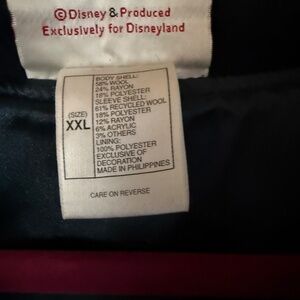 ©Disney & Produced
Exclusively for Disneyland
(SIZE)
XXL
BODY SHELL:
58% WOOL
24% RAYON
18% POLYESTER
SLEEVE SHELL:
61% RECYCLED WOOL
18% POLYESTER
12% RAYON
6% ACRYLIC
3% OTHERS
LINING:
100% POLYESTER
EXCLUSIVE OF
DECORATION
MADE IN PHILIPPINES
CARE ON REVERSE